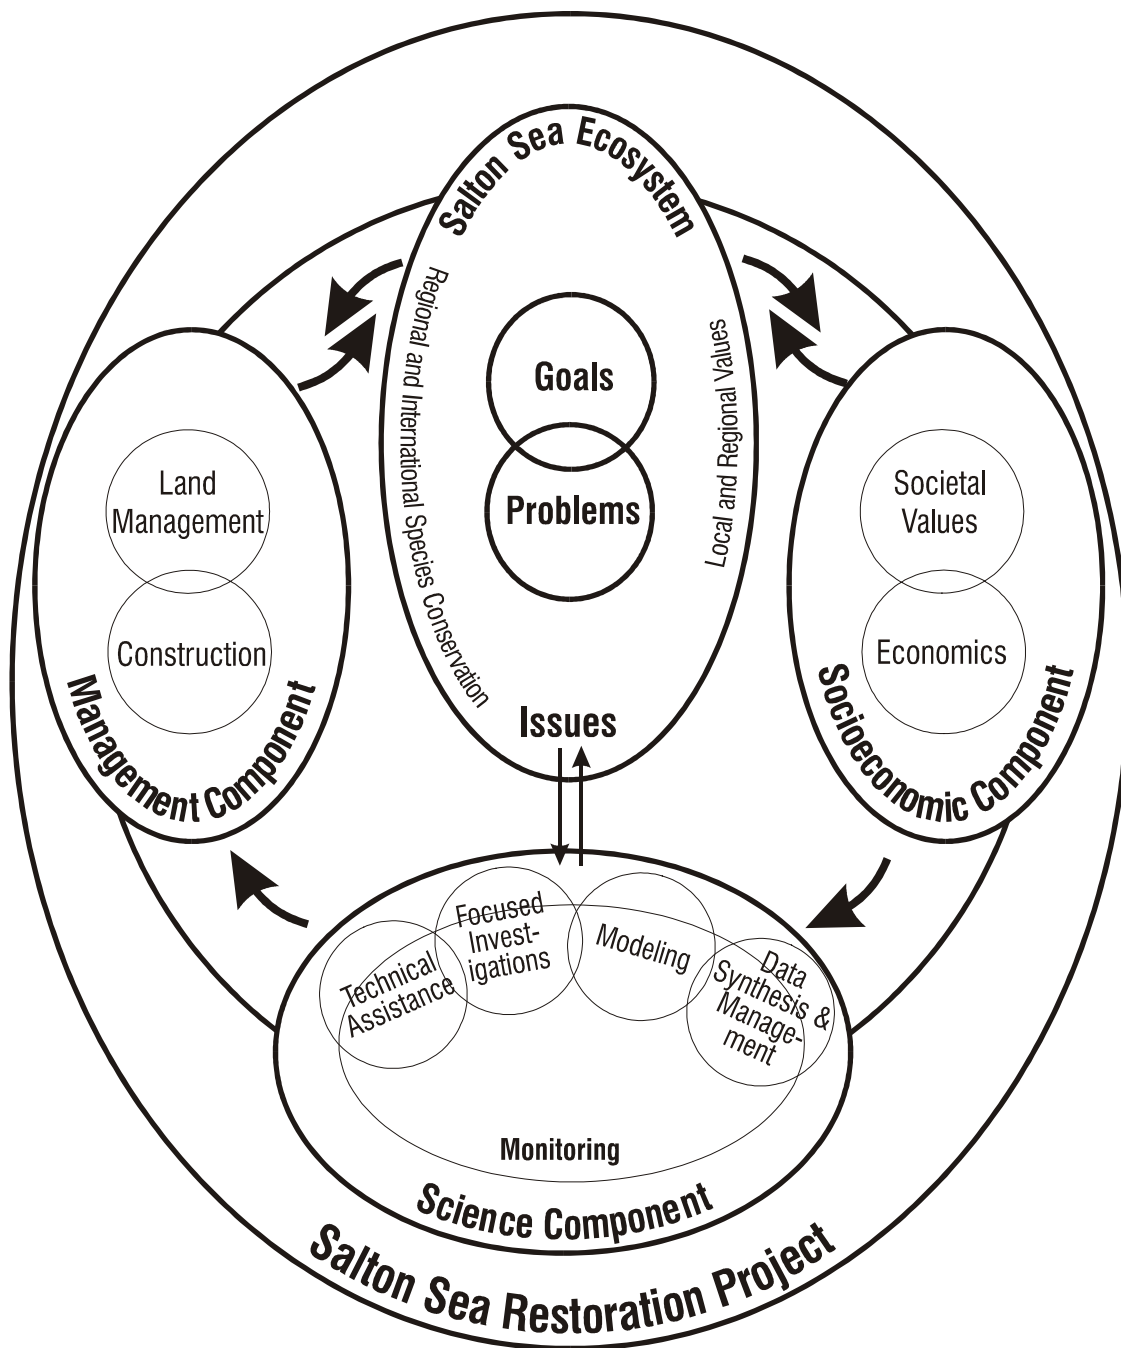 Salton Sea Ecosystem
Regional and International Species Conservation
Local and Regional Values
Goals
Problems
Issues
Land
Management
Construction
Management Component
Societal
Values
Economics
Socioeconomic Component
Technical
Assistance
Focused
Invest-
igations
Modeling
Data
Synthesis &
Manage-
ment
Monitoring
Science Component
Salton Sea Restoration Project